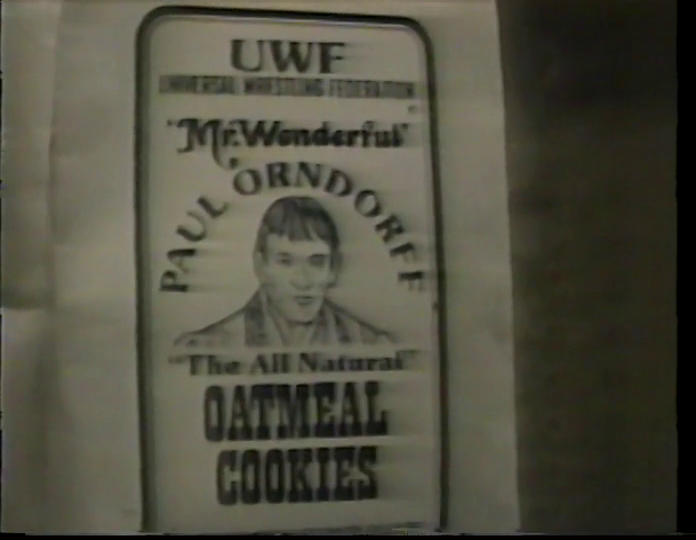 UWF
UNIVERSAL WRESTLING FEDERATION
"Mr. Wonderful"
PAUL ORNDORFF
"The All Natural"
OATMEAL
COOKIES